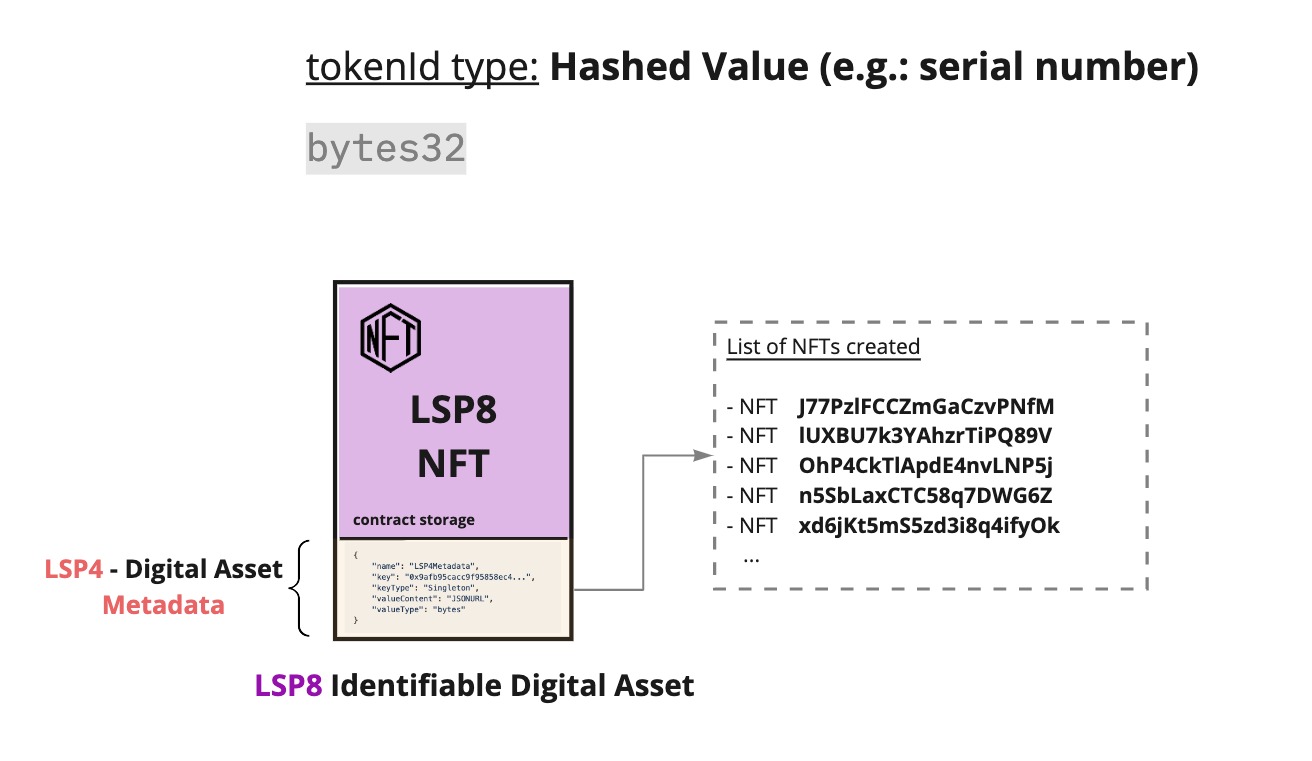 tokenId type: Hashed Value (e.g.: serial number)
bytes32
NFT
LSP8
NFT
contract storage
{
"name": "LSP4Metadata",
"key": "0x9afb95cacc9f95858ec4...",
"keyType": "Singleton",
"valueContent": "JSONURL",
"valueType": "bytes"
}
LSP4 - Digital Asset
Metadata
LSP8 Identifiable Digital Asset
List of NFTs created
- NFT J77PzlFCCZmGaCzvPNfM
- NFT lUXBU7k3YAhzrTiPQ89V
- NFT OhP4CkTlApdE4nvLNP5j
- NFT n5SbLaxCTC58q7DWG6Z
- NFT xd6jKt5mS5zd3i8q4ifyOk
...